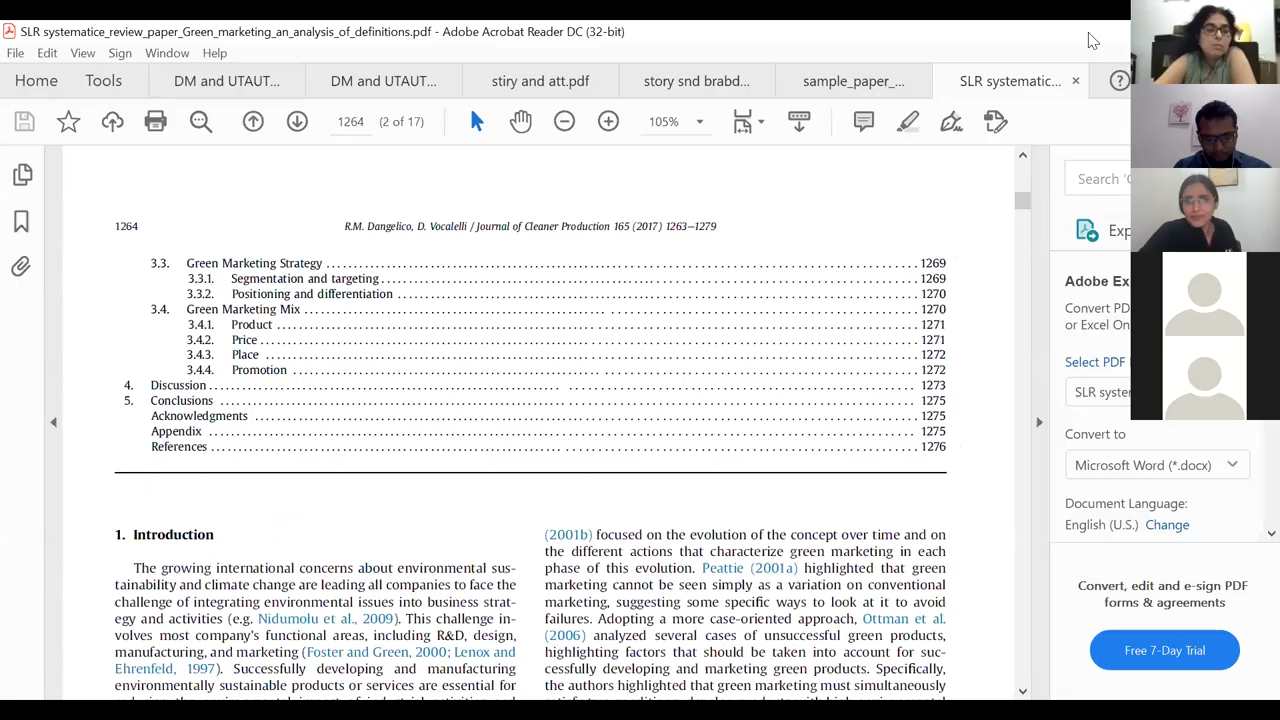 SLR systematice_review_paper_Green_marketing_an_analysis_of_definitions.pdf - Adobe Acrobat Reader DC (32-bit)
File Edit View Sign Window Help
Home Tools DM and UTAUT... DM and UTAUT... stiry and att.pdf story snd brabd... sample_paper_... SLR systematic... × ?
1264 (2 of 17) 105%
Search '
1264 R.M. Dangelico, D. Vocalelli / Journal of Cleaner Production 165 (2017) 1263–1279
3.3. Green Marketing Strategy 1269
3.3.1. Segmentation and targeting 1269
3.3.2. Positioning and differentiation 1270
3.4. Green Marketing Mix 1270
3.4.1. Product 1271
3.4.2. Price 1271
3.4.3. Place 1272
3.4.4. Promotion 1272
4. Discussion 1273
5. Conclusions 1275
Acknowledgments 1275
Appendix 1275
References 1276
1. Introduction
The growing international concerns about environmental sus-
tainability and climate change are leading all companies to face the
challenge of integrating environmental issues into business strat-
egy and activities (e.g. Nidumolu et al., 2009). This challenge in-
volves most company's functional areas, including R&D, design,
manufacturing, and marketing (Foster and Green, 2000; Lenox and
Ehrenfeld, 1997). Successfully developing and manufacturing
environmentally sustainable products or services are essential for
(2001b) focused on the evolution of the concept over time and on
the different actions that characterize green marketing in each
phase of this evolution. Peattie (2001a) highlighted that green
marketing cannot be seen simply as a variation on conventional
marketing, suggesting some specific ways to look at it to avoid
failures. Adopting a more case-oriented approach, Ottman et al.
(2006) analyzed several cases of unsuccessful green products,
highlighting factors that should be taken into account for suc-
cessfully developing and marketing green products. Specifically,
the authors highlighted that green marketing must simultaneously
Exp
Adobe Ex
Convert PD
or Excel On
Select PDF
SLR syste
Convert to
Microsoft Word (*.docx)
Document Language:
English (U.S.) Change
Convert, edit and e-sign PDF
forms & agreements
Free 7-Day Trial